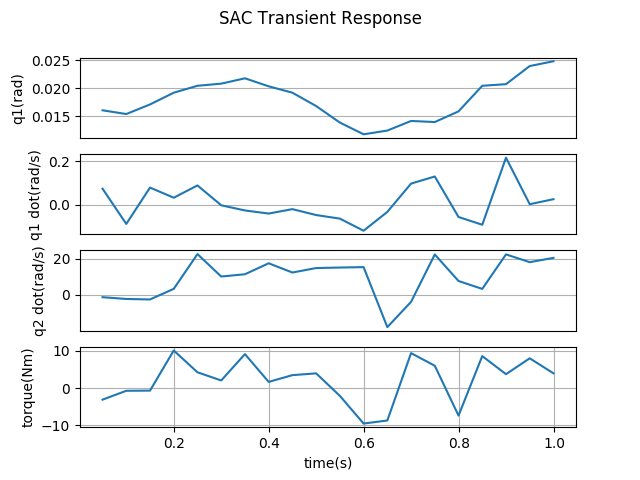 SAC Transient Response
q1(rad)
0.025
0.020
0.015
q1 dot(rad/s)
0.2
0.0
q2 dot(rad/s)
20
0
torque(Nm)
10
0
−10
0.2 0.4 0.6 0.8 1.0
time(s)